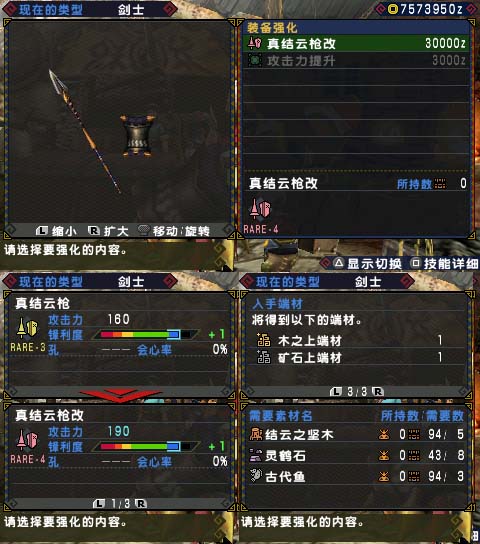 现在的类型 剑士
缩小 扩大 移动/旋转
请选择要强化的内容。
7573950z
装备强化
真结云枪改 30000z
攻击力提升 3000z
真结云枪改 所持数 0
RARE-4
显示切换 技能详细
现在的类型 剑士
真结云枪
攻击力 160
锋利度 +1
RARE-3 孔 --- 会心率 0%
真结云枪改
攻击力 190
锋利度 +1
RARE-4 孔 --- 会心率 0%
L 1/3 R
请选择要强化的内容。
现在的类型 剑士
入手端材
将得到以下的端材。
木之上端材 1
矿石上端材 1
L 3/3 R
需要素材名 所持数/需要数
结云之坚木 0 94/ 5
灵鹤石 0 43/ 8
古代鱼 0 94/ 3
请选择要强化的内容。